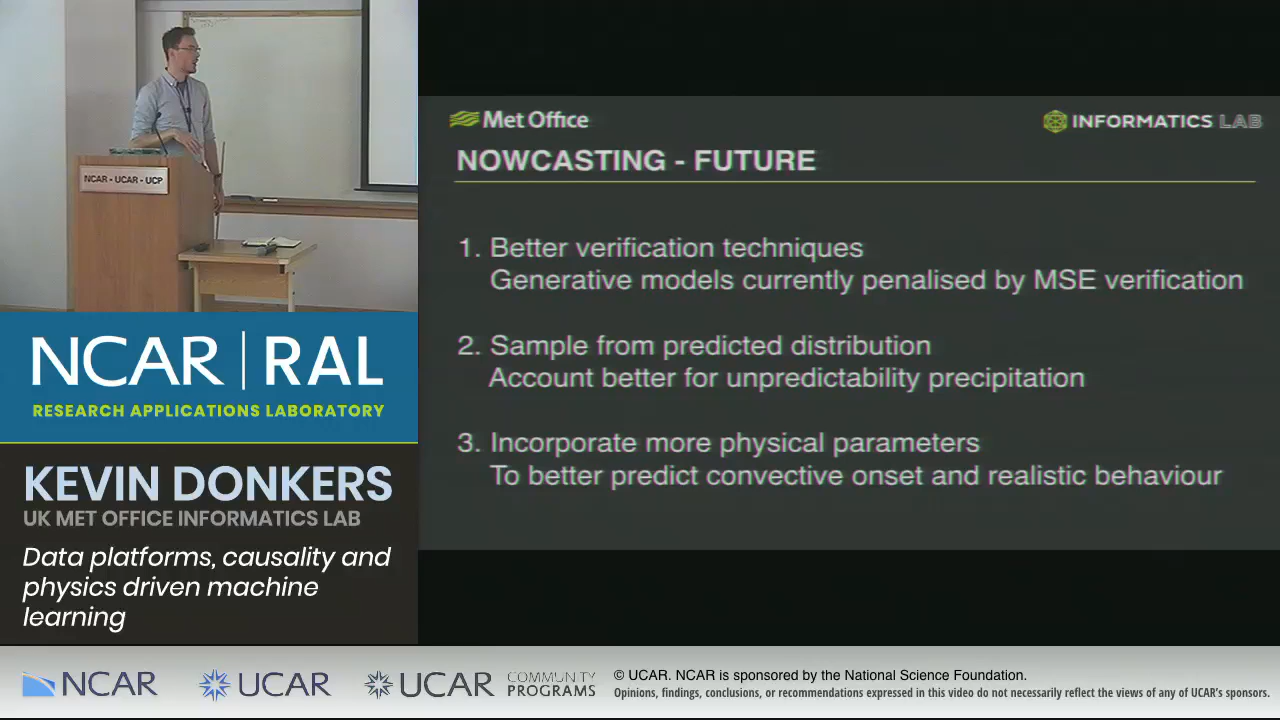 NCAR - UCAR - UCP
Met Office
INFORMATICS LAB
NOWCASTING - FUTURE
1. Better verification techniques
Generative models currently penalised by MSE verification
2. Sample from predicted distribution
Account better for unpredictability precipitation
3. Incorporate more physical parameters
To better predict convective onset and realistic behaviour
NCAR | RAL
RESEARCH APPLICATIONS LABORATORY
KEVIN DONKERS
UK MET OFFICE INFORMATICS LAB
Data platforms, causality and
physics driven machine
learning
NCAR
UCAR
UCAR
COMMUNITY
PROGRAMS
© UCAR. NCAR is sponsored by the National Science Foundation.
Opinions, findings, conclusions, or recommendations expressed in this video do not necessarily reflect the views of any of UCAR's sponsors.